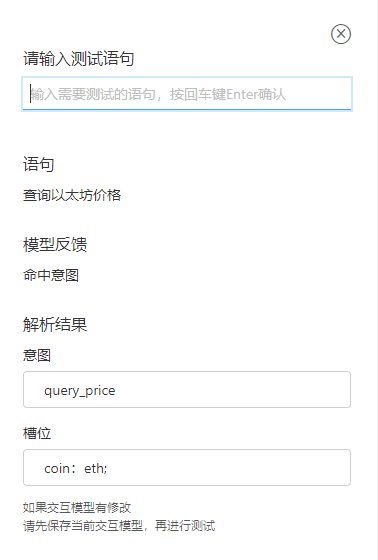 请输入测试语句
输入需要测试的语句，按回车键Enter确认
语句
查询以太坊价格
模型反馈
命中意图
解析结果
意图
query_price
槽位
coin：eth;
如果交互模型有修改
请先保存当前交互模型，再进行测试